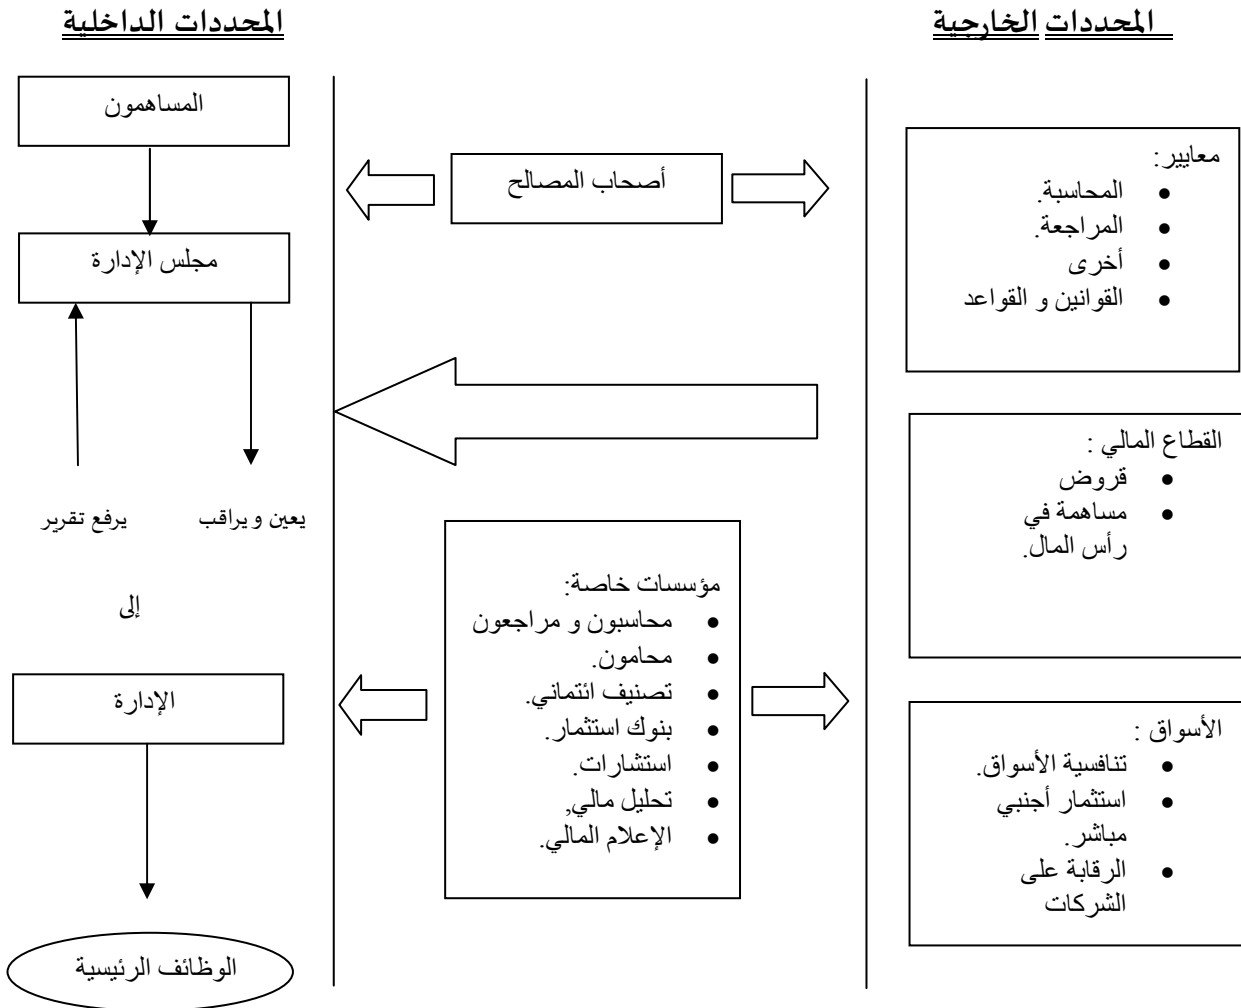 المحددات الخارجية
المحددات الداخلية
معايير:
• المحاسبة.
• المراجعة.
• أخرى
• القوانين و القواعد
القطاع المالي :
• قروض
• مساهمة في
رأس المال.
الأسواق :
• تنافسية الأسواق.
• استثمار أجنبي
مباشر.
• الرقابة على
الشركات
أصحاب المصالح
مؤسسات خاصة:
• محاسبون و مراجعون
• محامون.
• تصنيف ائتماني.
• بنوك استثمار.
• استشارات.
• تحليل مالي,
• الإعلام المالي.
المساهمون
مجلس الإدارة
يعين و يراقب
يرفع تقرير
إلى
الإدارة
الوظائف الرئيسية